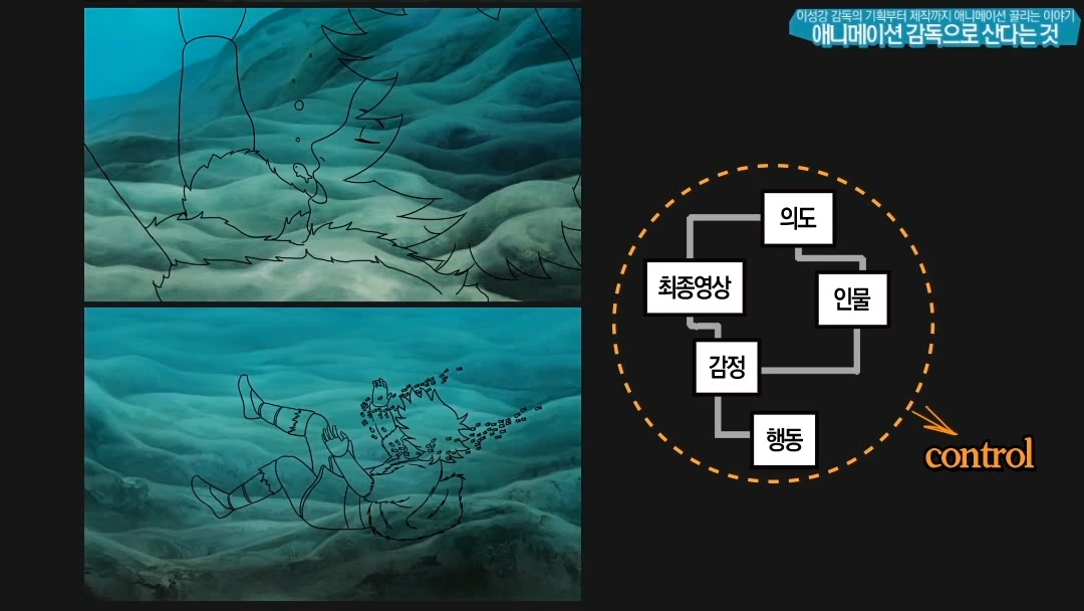 이성강 감독의 기획부터 제작까지 애니메이션 끌리는 이야기
애니메이션 감독으로 산다는 것
의도
최종영상
인물
감정
행동
control